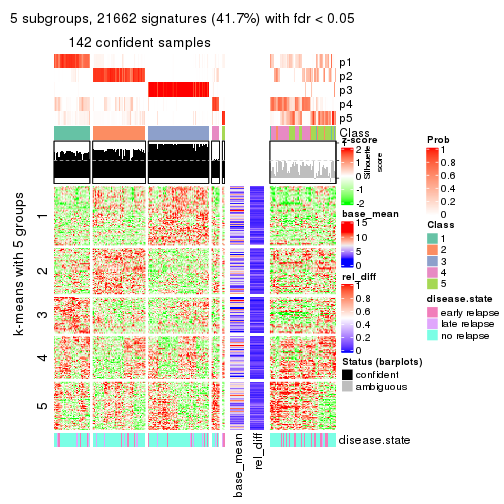 5 subgroups, 21662 signatures (41.7%) with fdr < 0.05
142 confident samples
p1
p2
p3
p4
p5
Class
z-score
2
1
0
-1
-2
Silhouette
score
1
2
3
4
5
k-means with 5 groups
base_mean
15
10
5
0
rel_diff
1
0.8
0.6
0.4
0.2
0
Status (barplots)
confident
ambiguous
disease.state
base_mean
rel_diff
Prob
1
0.8
0.6
0.4
0.2
0
Class
1
2
3
4
5
disease.state
early relapse
late relapse
no relapse